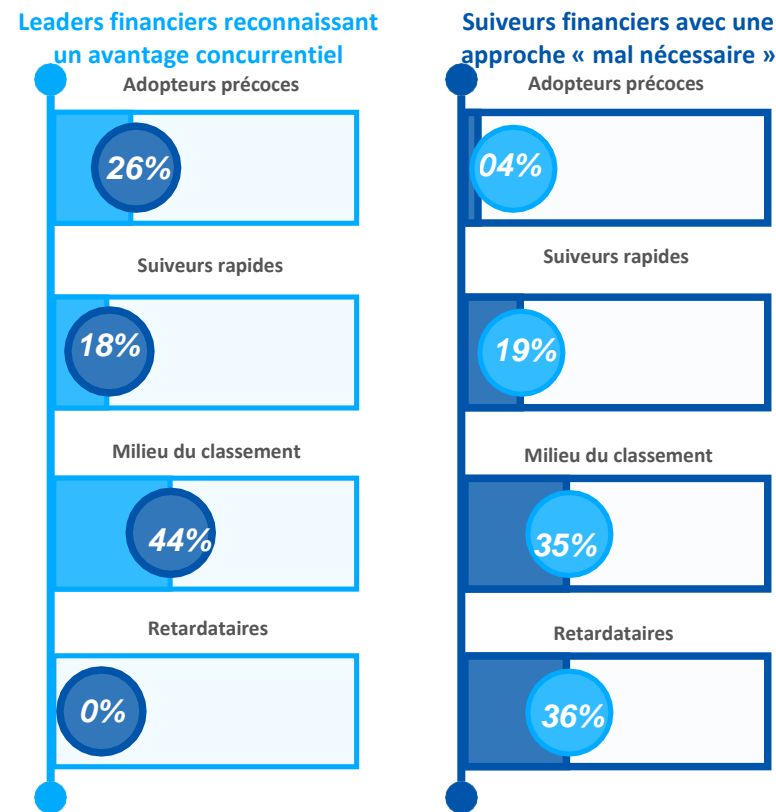 Leaders financiers reconnaissant
un avantage concurrentiel
Adopteurs précoces
26%
Suiveurs rapides
18%
Milieu du classement
44%
Retardataires
0%
Suiveurs financiers avec une
approche « mal nécessaire »
Adopteurs précoces
04%
Suiveurs rapides
19%
Milieu du classement
35%
Retardataires
36%